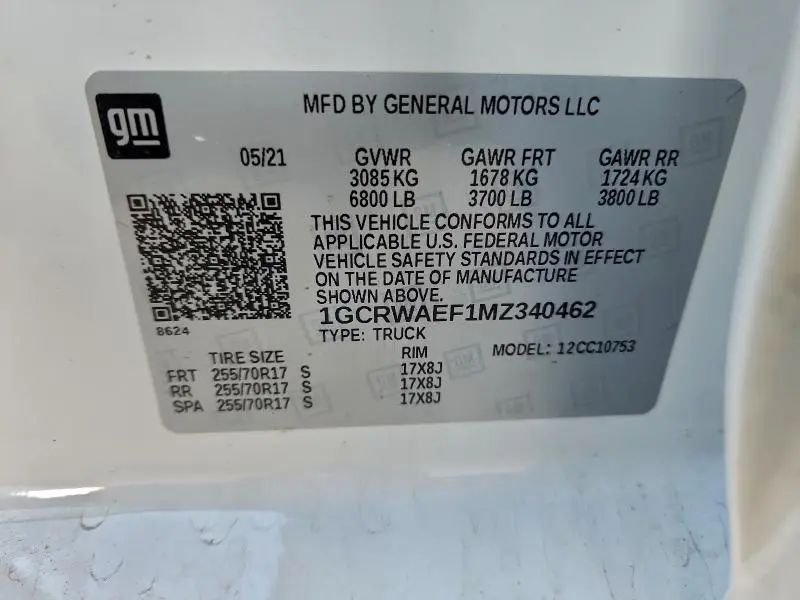 gm
MFD BY GENERAL MOTORS LLC
05/21 GVWR GAWR FRT GAWR RR
3085 KG 1678 KG 1724 KG
6800 LB 3700 LB 3800 LB
THIS VEHICLE CONFORMS TO ALL
APPLICABLE U.S. FEDERAL MOTOR
VEHICLE SAFETY STANDARDS IN EFFECT
ON THE DATE OF MANUFACTURE
SHOWN ABOVE.
8624
1GCRWAEF1MZ340462
TYPE: TRUCK
TIRE SIZE RIM MODEL: 12CC10753
FRT 255/70R17 S 17X8J
RR 255/70R17 S 17X8J
SPA 255/70R17 S 17X8J